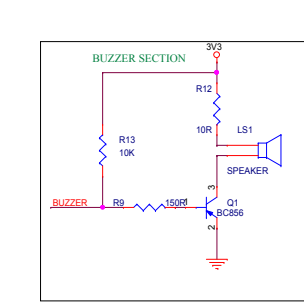 3V3
BUZZER SECTION
R12
10R
LS1
R13
10K
SPEAKER
3
BUZZER
R9
150R
1
Q1
BC856
2